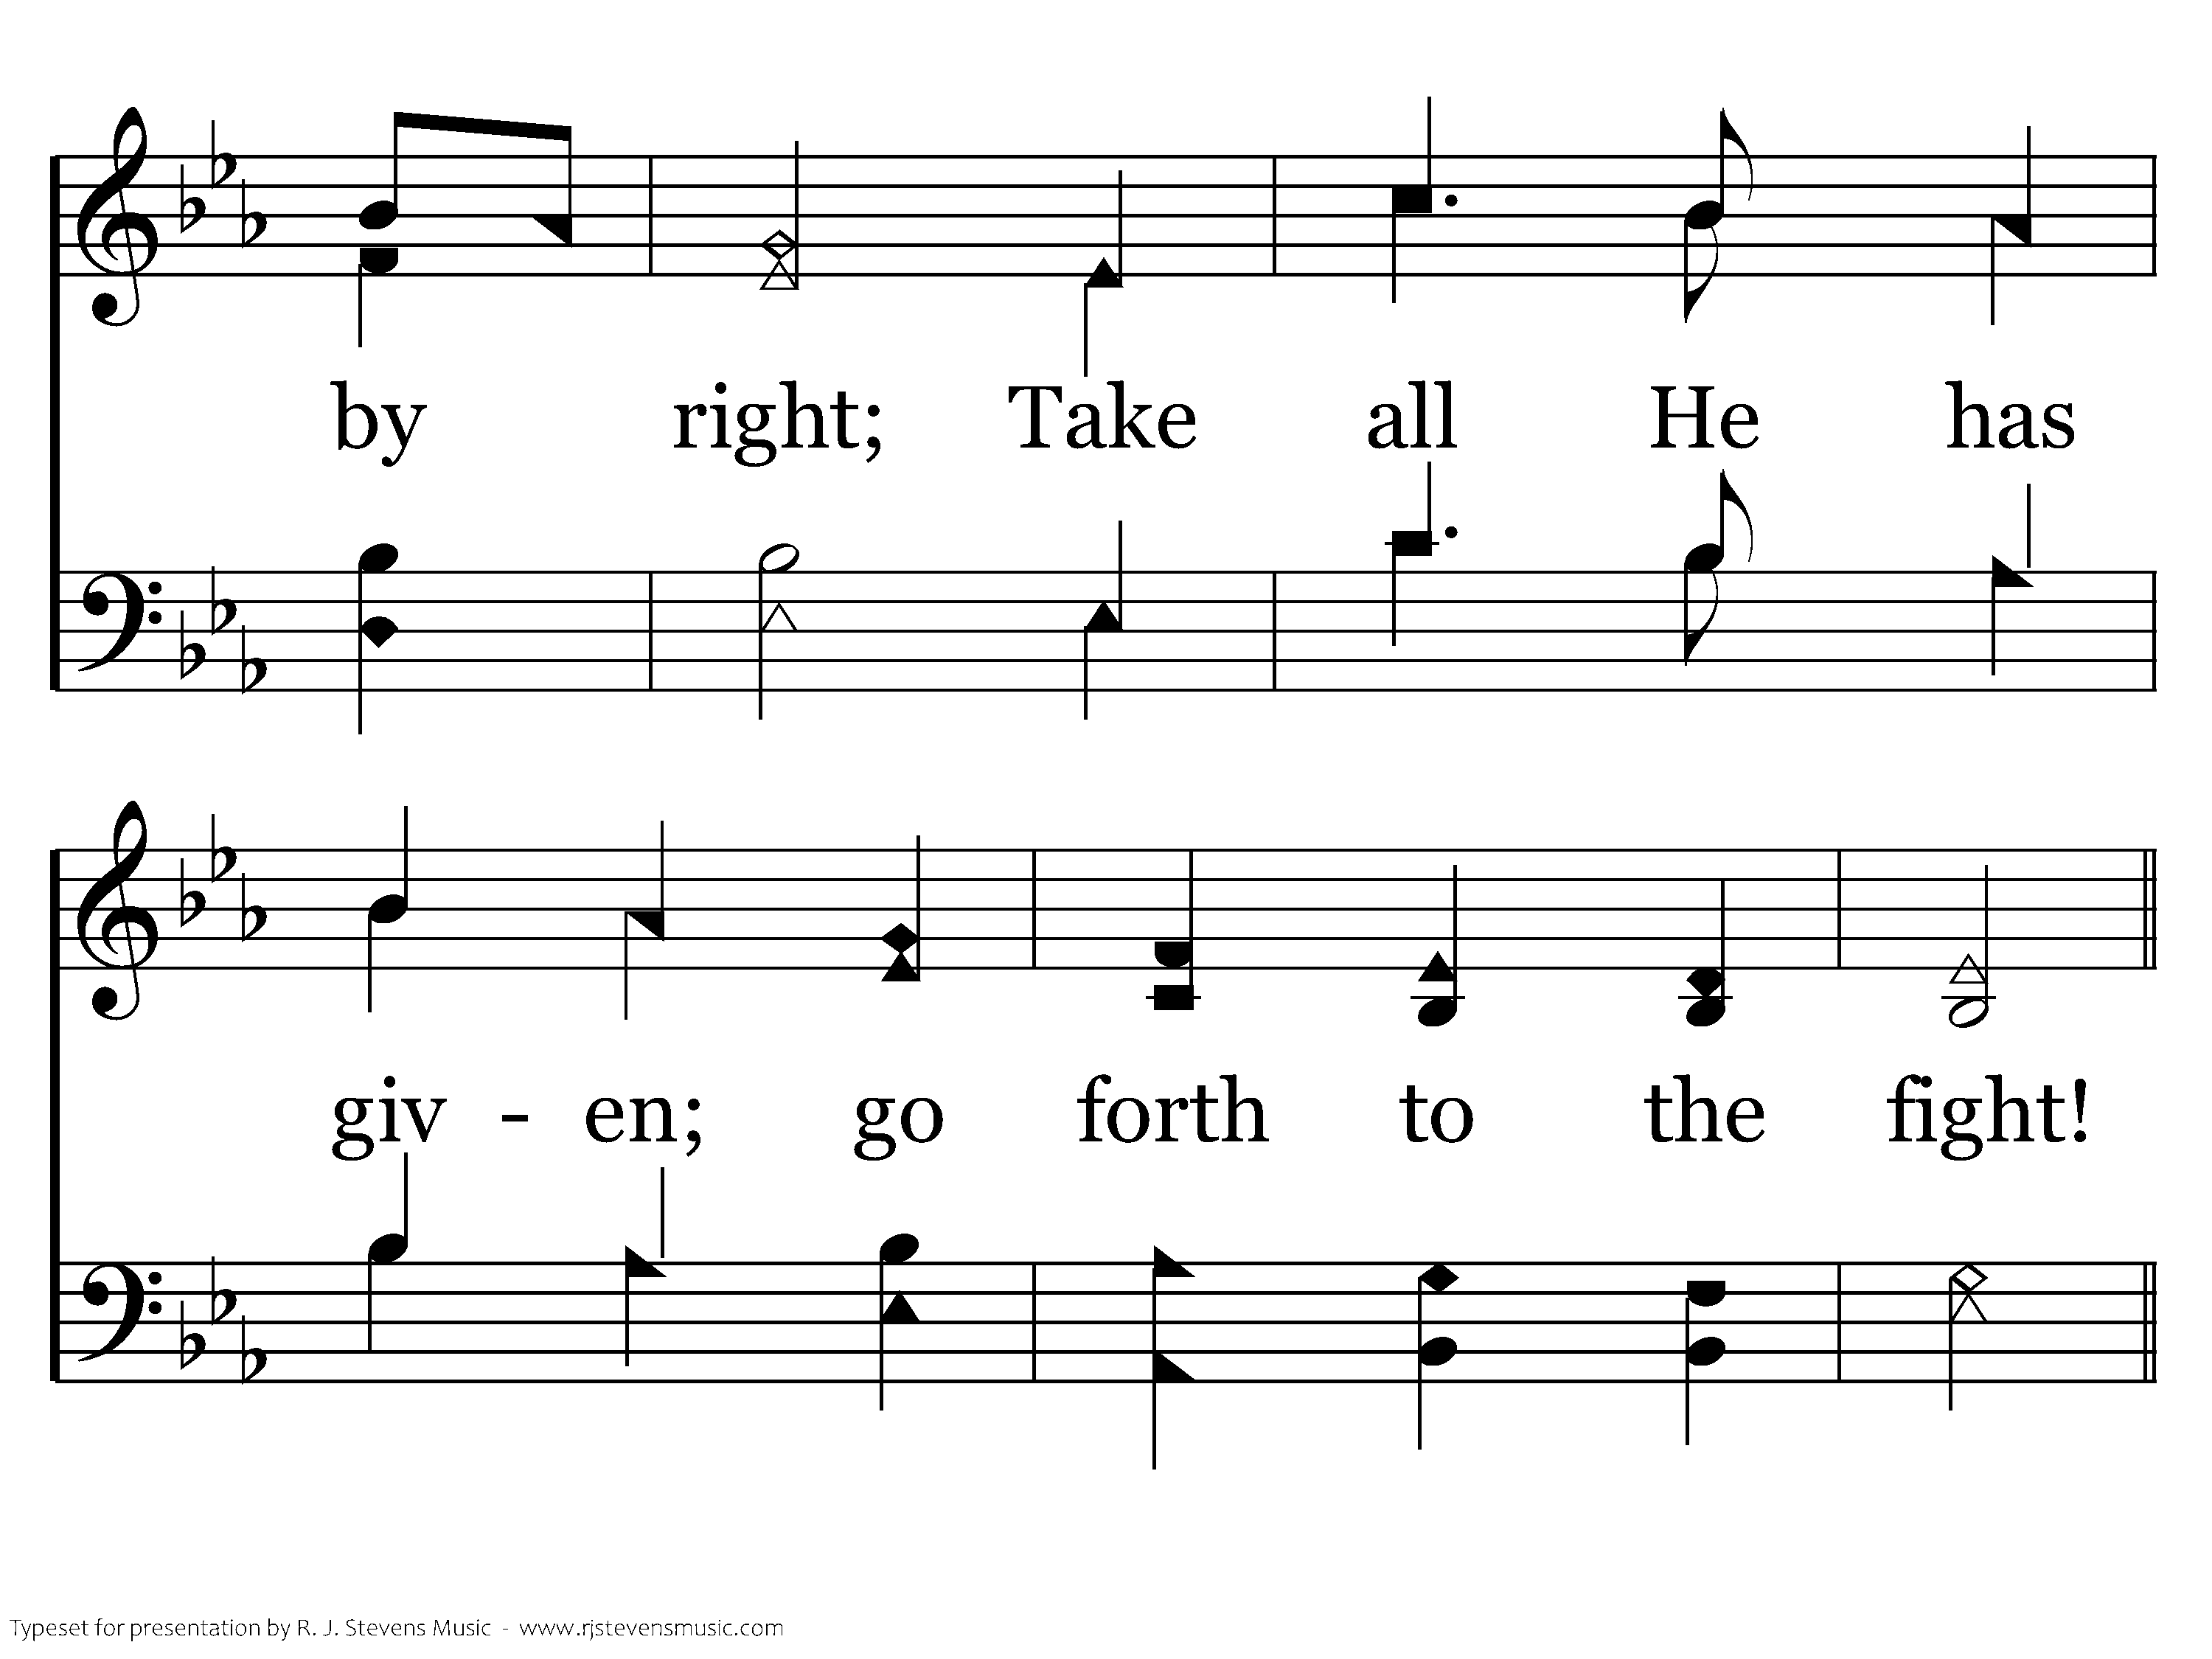 by right; Take all He has
giv - en; go forth to the fight!
Typeset for presentation by R. J. Stevens Music - www.rjstevensmusic.com